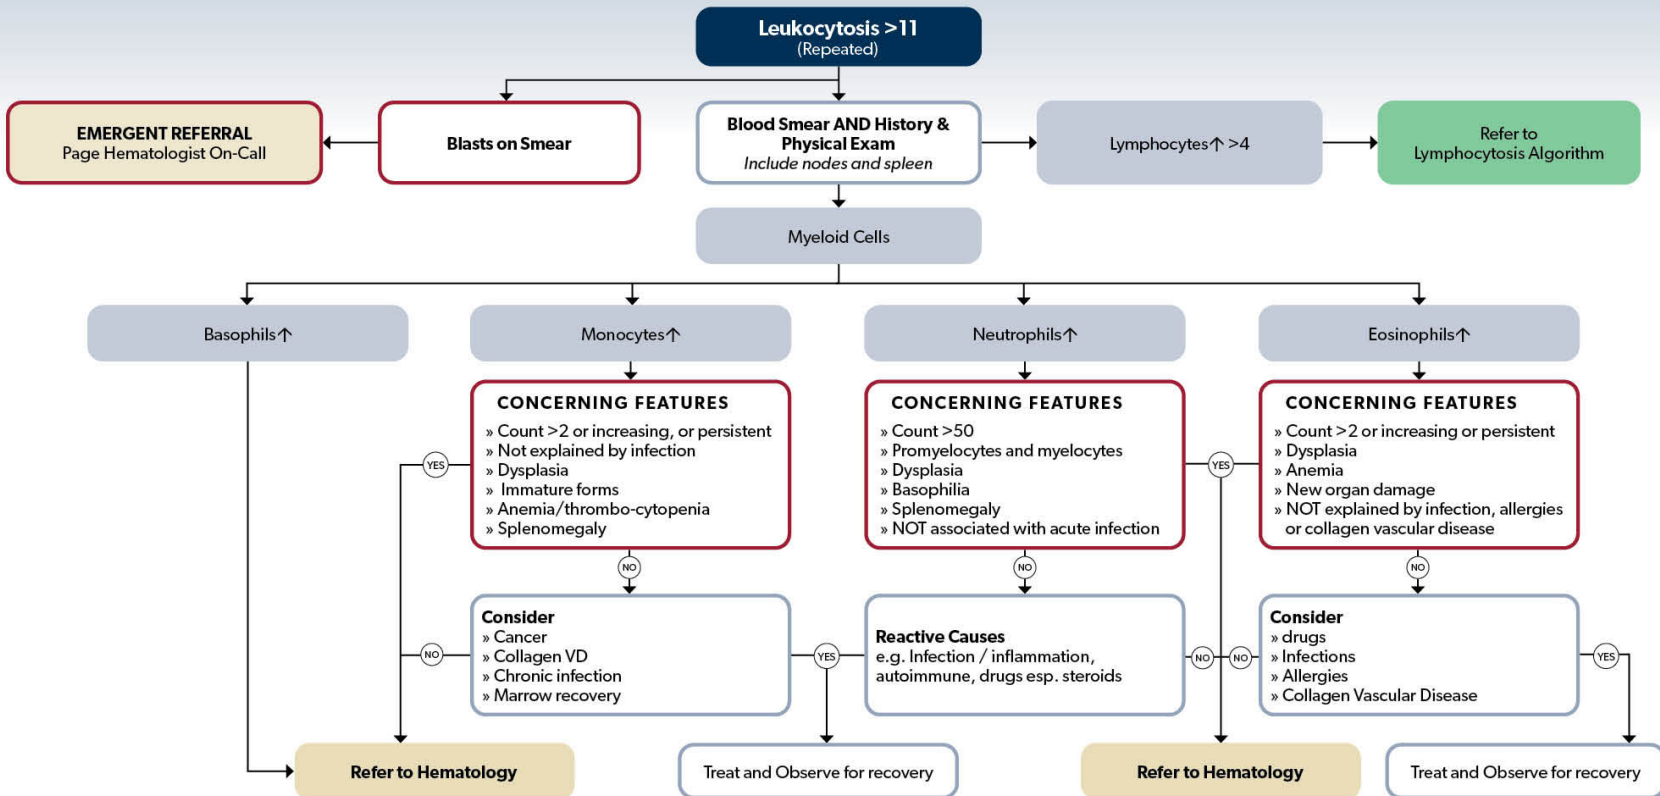 Leukocytosis >11
(Repeated)
EMERGENT REFERRAL
Page Hematologist On-Call
Blasts on Smear
Blood Smear AND History &
Physical Exam
Include nodes and spleen
Lymphocytes↑ >4
Refer to
Lymphocytosis Algorithm
Myeloid Cells
Basophils↑
Monocytes↑
Neutrophils↑
Eosinophils↑
CONCERNING FEATURES
» Count >2 or increasing, or persistent
» Not explained by infection
» Dysplasia
» Immature forms
» Anemia/thrombo-cytopenia
» Splenomegaly
CONCERNING FEATURES
» Count >50
» Promyelocytes and myelocytes
» Dysplasia
» Basophilia
» Splenomegaly
» NOT associated with acute infection
CONCERNING FEATURES
» Count >2 or increasing or persistent
» Dysplasia
» Anemia
» New organ damage
» NOT explained by infection, allergies
or collagen vascular disease
YES
YES
NO
NO
NO
Consider
» Cancer
» Collagen VD
» Chronic infection
» Marrow recovery
Reactive Causes
e.g. Infection / inflammation,
autoimmune, drugs esp. steroids
Consider
» drugs
» Infections
» Allergies
» Collagen Vascular Disease
NO
YES
NO
NO
YES
Refer to Hematology
Treat and Observe for recovery
Refer to Hematology
Treat and Observe for recovery